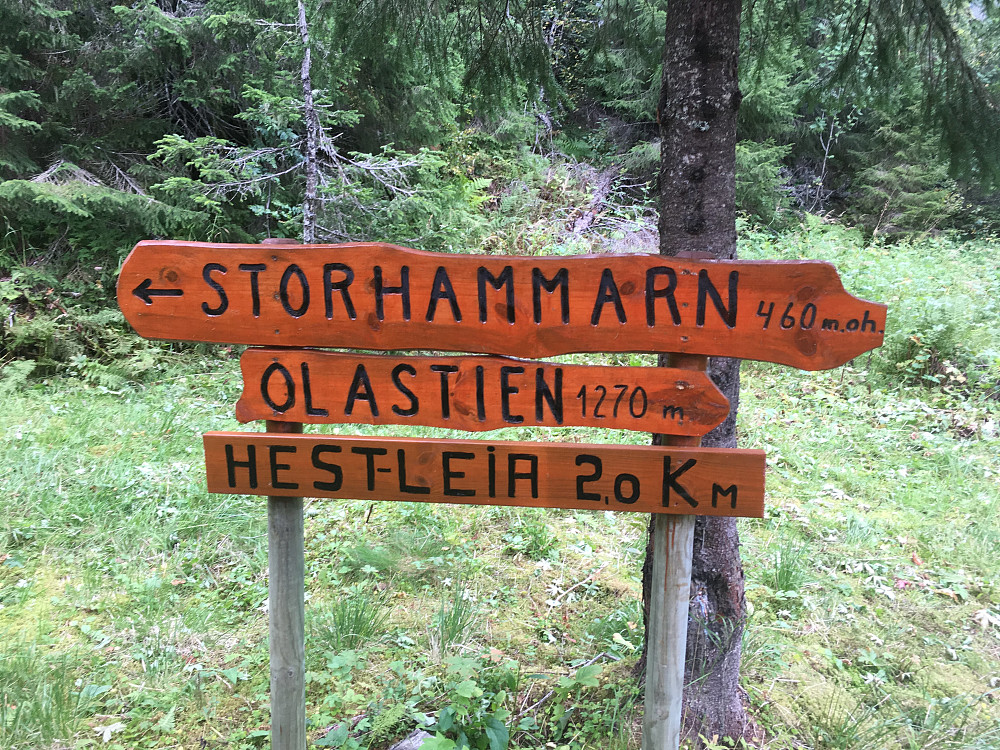 ← STORHAMMARN 460 m.oh.
OLASTIEN 1270 m
HEST-LEiA 2,0 Km